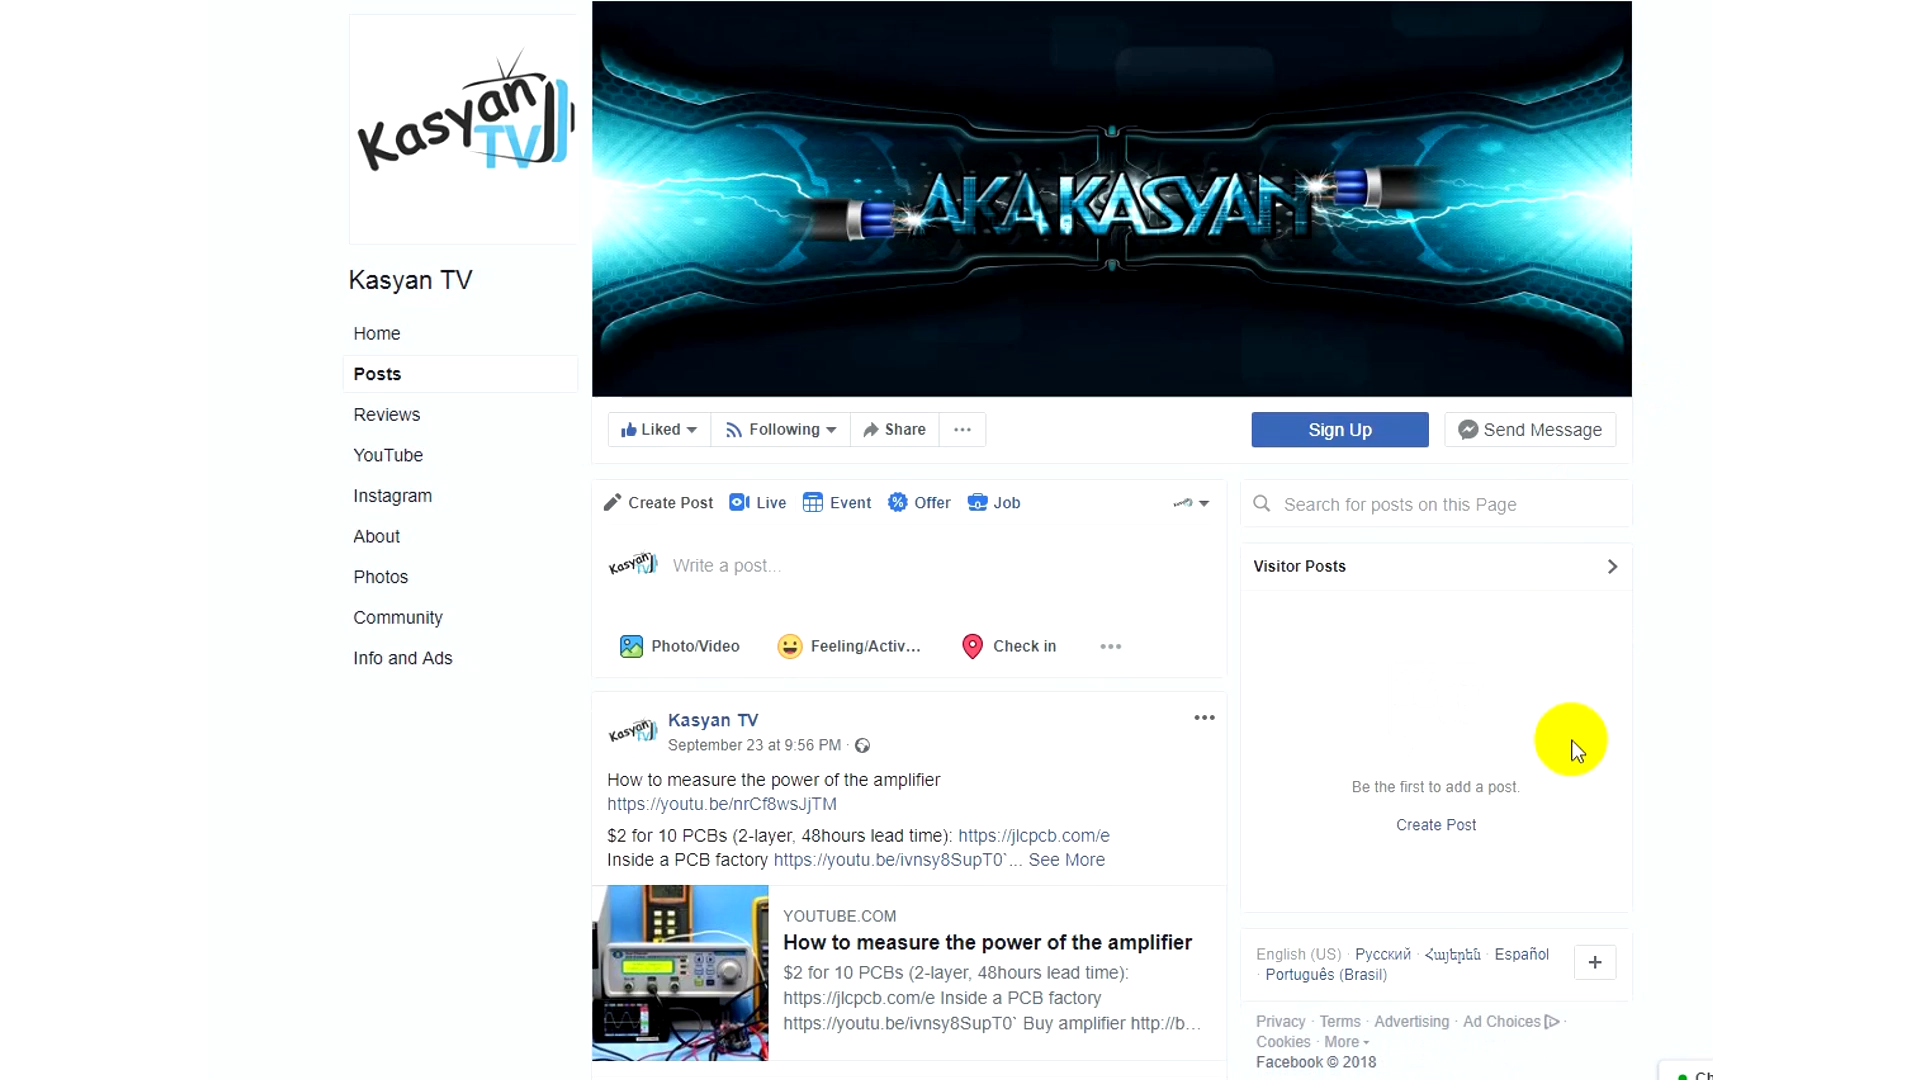 Kasyan
TV
AKA KASYAN
Kasyan TV
Home
Posts
Reviews
YouTube
Instagram
About
Photos
Community
Info and Ads
Liked
Following
Share
Sign Up
Send Message
Create Post
Live
Event
Offer
Job
Search for posts on this Page
Kasyan
TV
Write a post...
Visitor Posts
Photo/Video
Feeling/Activ...
Check in
Kasyan
TV
Kasyan TV
September 23 at 9:56 PM ·
How to measure the power of the amplifier
https://youtu.be/nrCf8wsJjTM
$2 for 10 PCBs (2-layer, 48hours lead time): https://jlcpcb.com/e
Inside a PCB factory https://youtu.be/ivnsy8SupT0`... See More
Be the first to add a post.
Create Post
YOUTUBE.COM
How to measure the power of the amplifier
$2 for 10 PCBs (2-layer, 48hours lead time):
https://jlcpcb.com/e Inside a PCB factory
https://youtu.be/ivnsy8SupT0` Buy amplifier http://b...
English (US) · Русский · Հայերեն · Español
· Português (Brasil)
Privacy · Terms · Advertising · Ad Choices ·
Cookies · More
Facebook © 2018